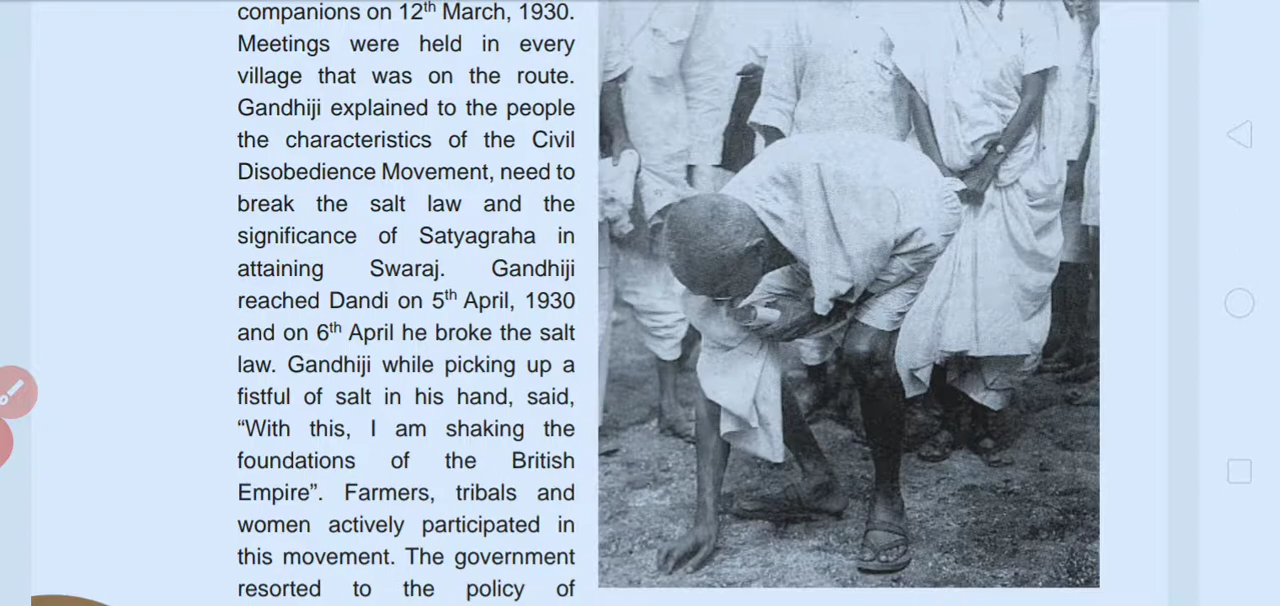 companions on 12th March, 1930.
Meetings were held in every
village that was on the route.
Gandhiji explained to the people
the characteristics of the Civil
Disobedience Movement, need to
break the salt law and the
significance of Satyagraha in
attaining Swaraj. Gandhiji
reached Dandi on 5th April, 1930
and on 6th April he broke the salt
law. Gandhiji while picking up a
fistful of salt in his hand, said,
“With this, I am shaking the
foundations of the British
Empire”. Farmers, tribals and
women actively participated in
this movement. The government
resorted to the policy of